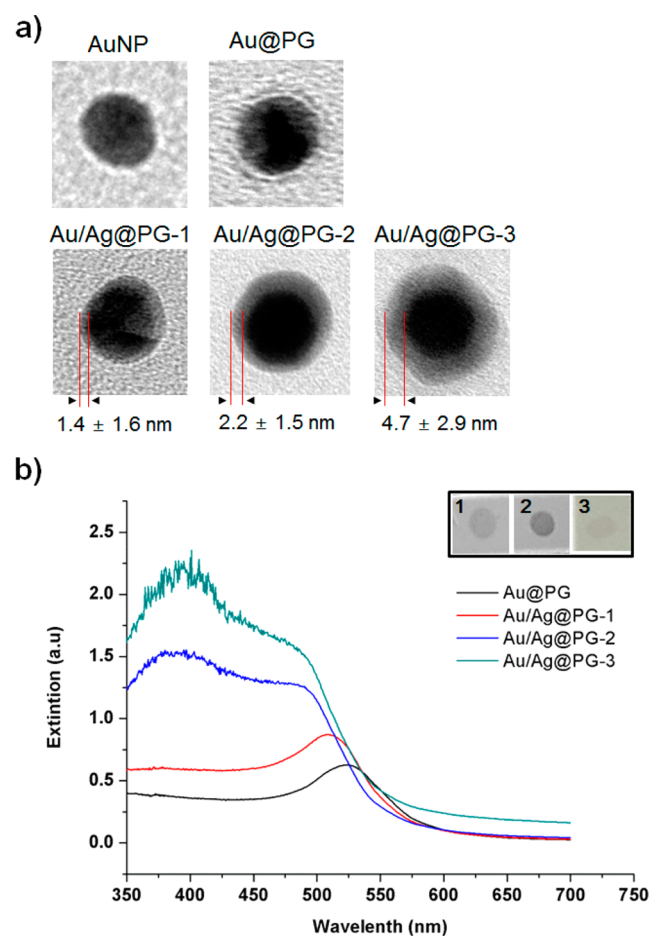 a)
AuNP Au@PG
Au/Ag@PG-1 Au/Ag@PG-2 Au/Ag@PG-3
1.4 ± 1.6 nm 2.2 ± 1.5 nm 4.7 ± 2.9 nm
b)
1 2 3
Au@PG
Au/Ag@PG-1
Au/Ag@PG-2
Au/Ag@PG-3
2.5
2.0
1.5
1.0
0.5
0.0
Extintion (a.u)
350 400 450 500 550 600 650 700 750
Wavelenth (nm)